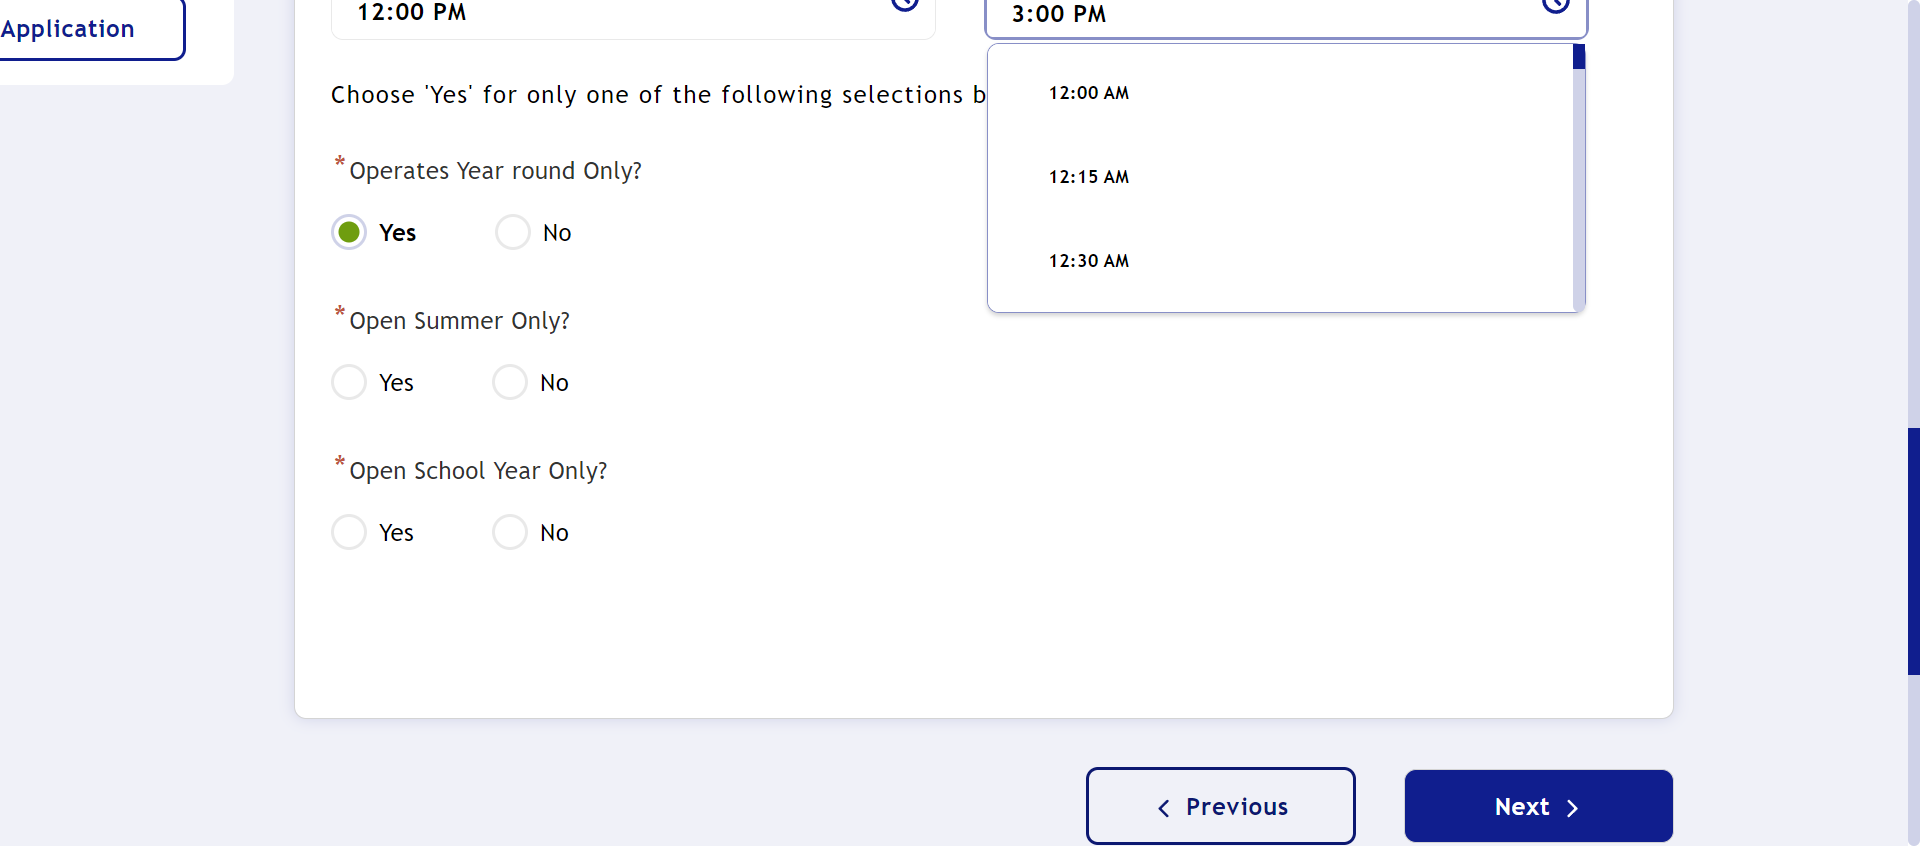 Application
12:00 PM
3:00 PM
Choose 'Yes' for only one of the following selections b
12:00 AM
12:15 AM
12:30 AM
*Operates Year round Only?
Yes
No
*Open Summer Only?
Yes
No
*Open School Year Only?
Yes
No
Previous
Next